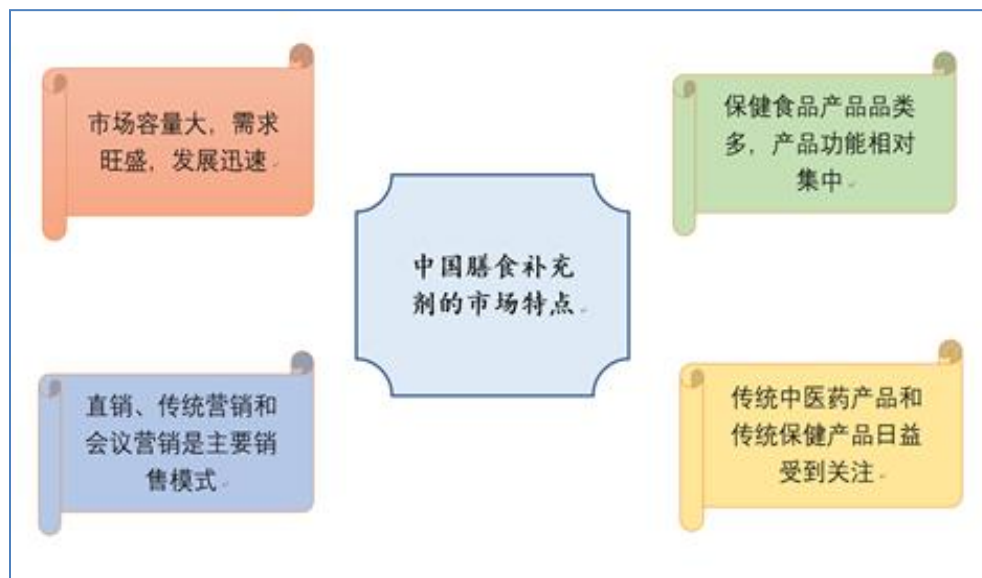 市场容量大，需求
旺盛，发展迅速
保健食品产品品类
多，产品功能相对
集中
中国膳食补充
剂的市场特点
直销、传统营销和
会议营销是主要销
售模式
传统中医药产品和
传统保健产品日益
受到关注